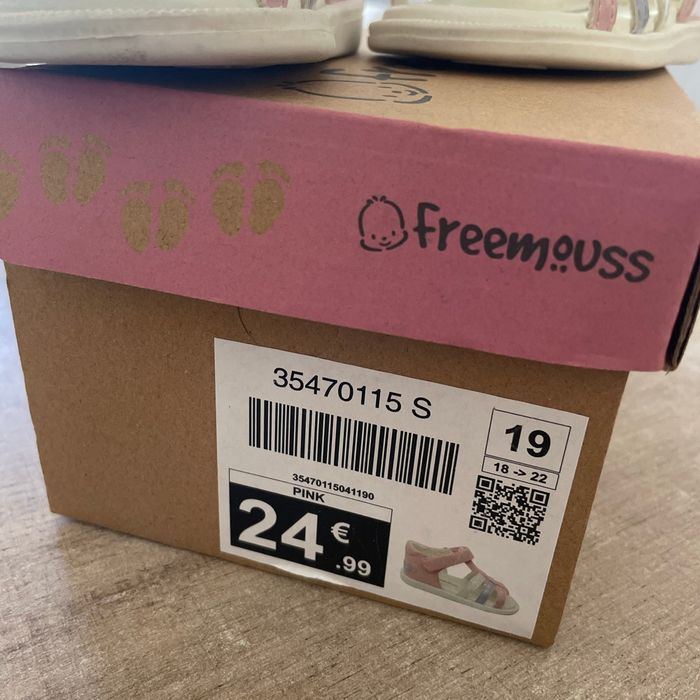 freemouss
35470115 S
19
18 -> 22
35470115041190
PINK
24 €
.99